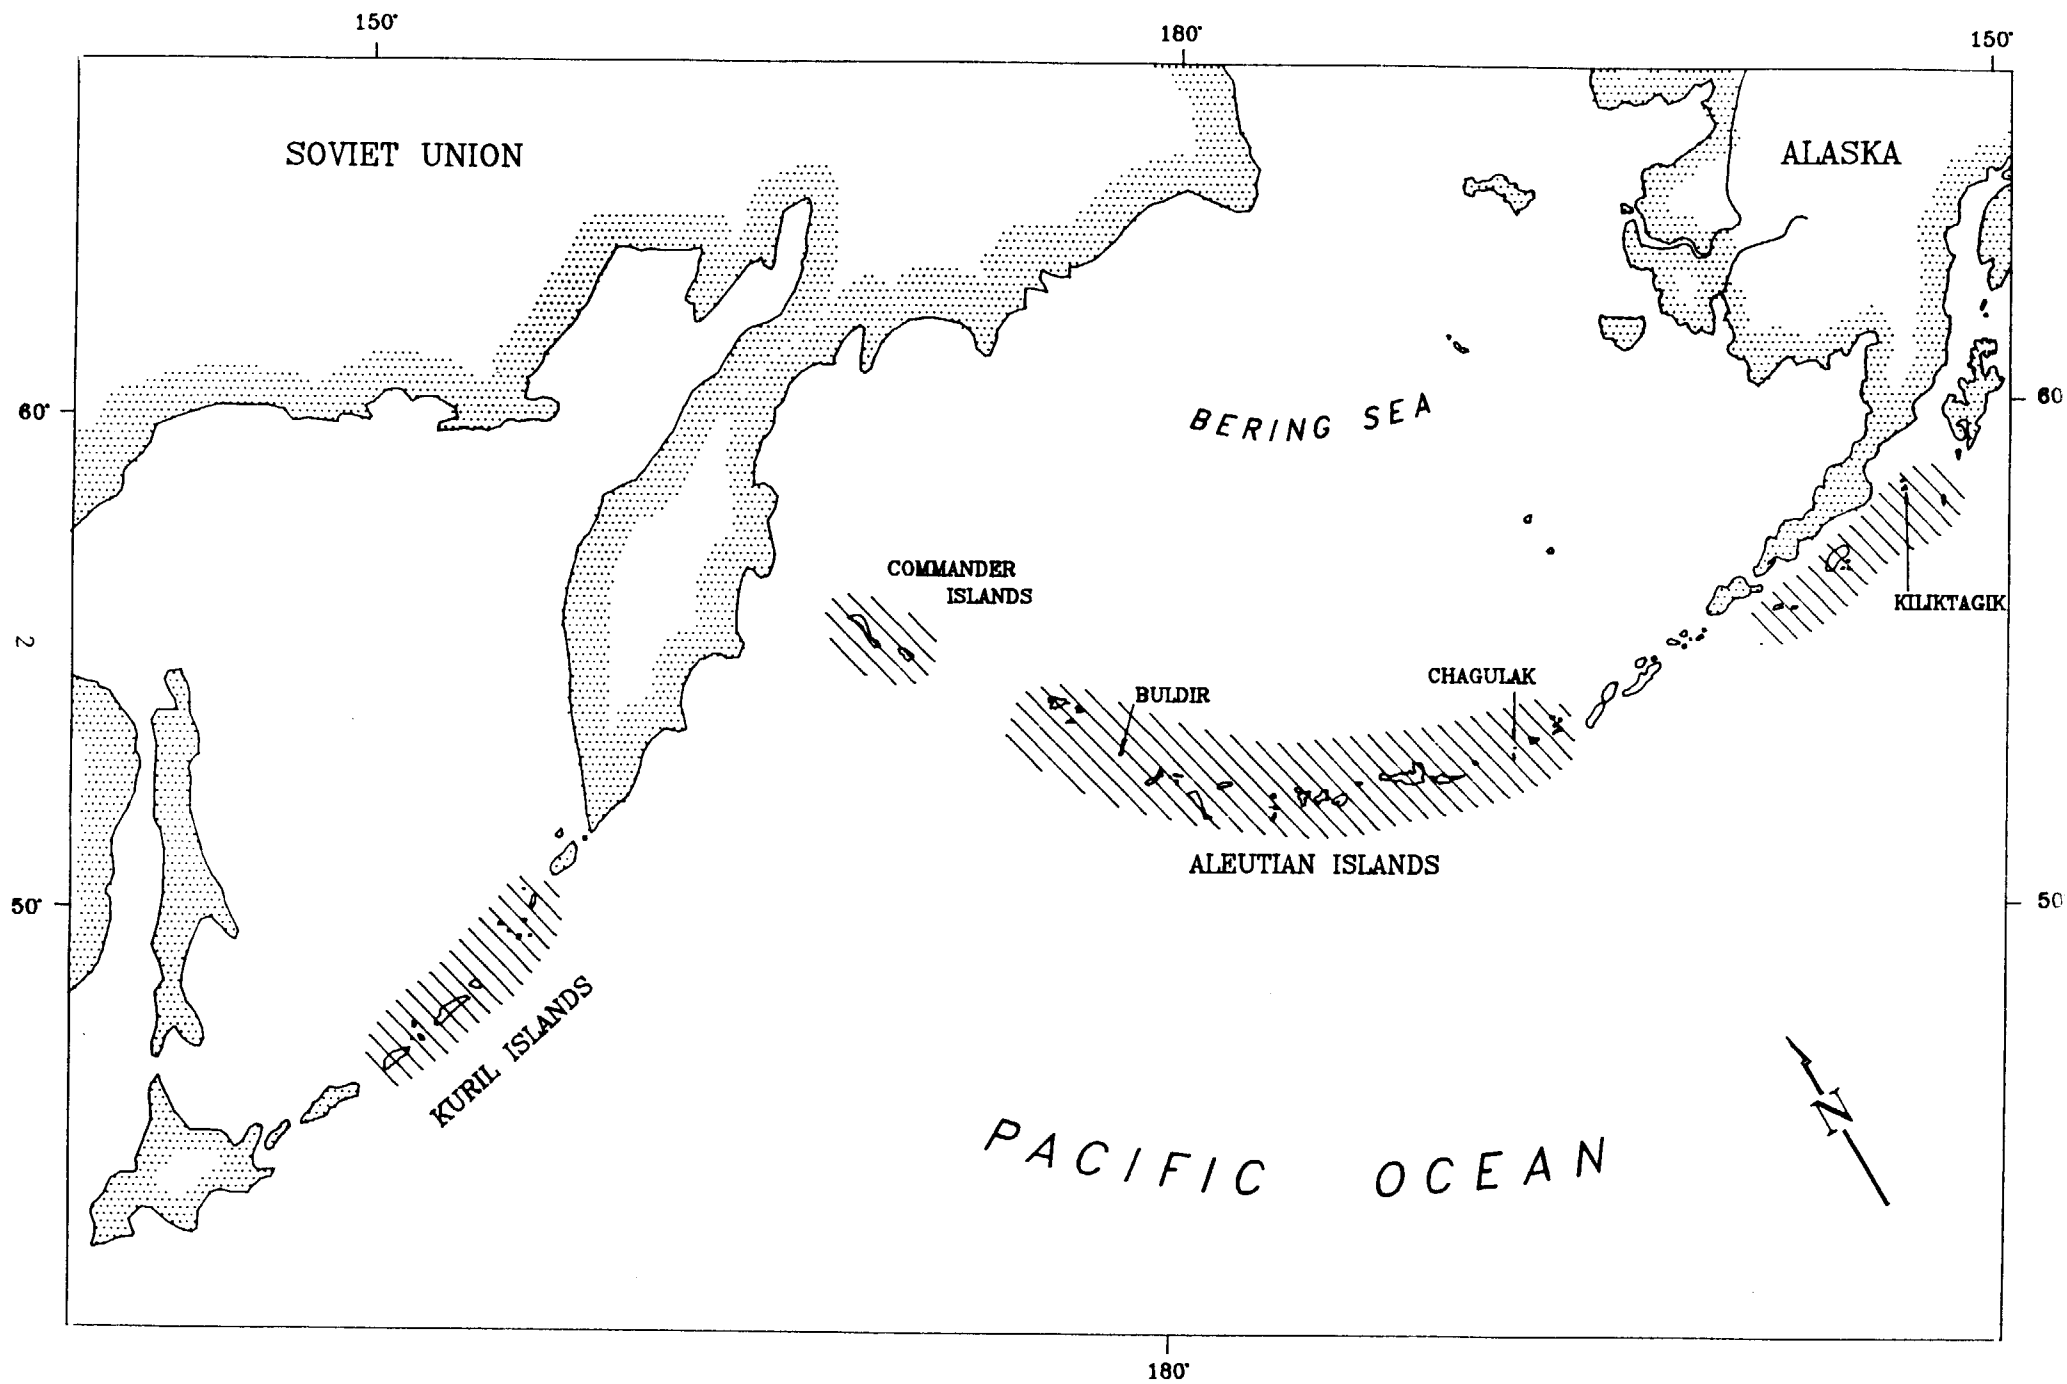 150°
180°
150°
SOVIET UNION
ALASKA
60°
60
BERING SEA
COMMANDER
ISLANDS
KILIKTAGIK
2
CHAGULAK
BULDIR
ALEUTIAN ISLANDS
50°
50
KURIL ISLANDS
N
PACIFIC OCEAN
180°